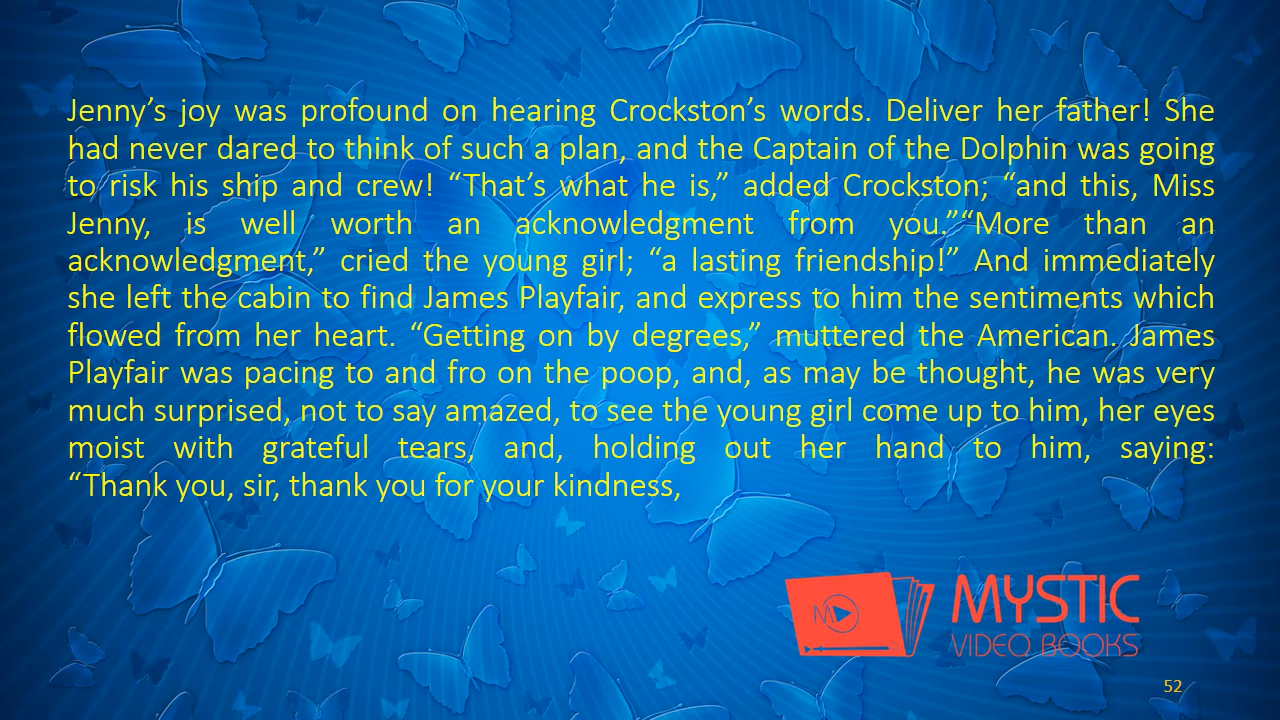 Jenny’s joy was profound on hearing Crockston’s words. Deliver her father! She
had never dared to think of such a plan, and the Captain of the Dolphin was going
to risk his ship and crew! “That’s what he is,” added Crockston; “and this, Miss
Jenny, is well worth an acknowledgment from you.”“More than an
acknowledgment,” cried the young girl; “a lasting friendship!” And immediately
she left the cabin to find James Playfair, and express to him the sentiments which
flowed from her heart. “Getting on by degrees,” muttered the American. James
Playfair was pacing to and fro on the poop, and, as may be thought, he was very
much surprised, not to say amazed, to see the young girl come up to him, her eyes
moist with grateful tears, and, holding out her hand to him, saying:
“Thank you, sir, thank you for your kindness,
M
MYSTIC
VIDEO BOOKS
52